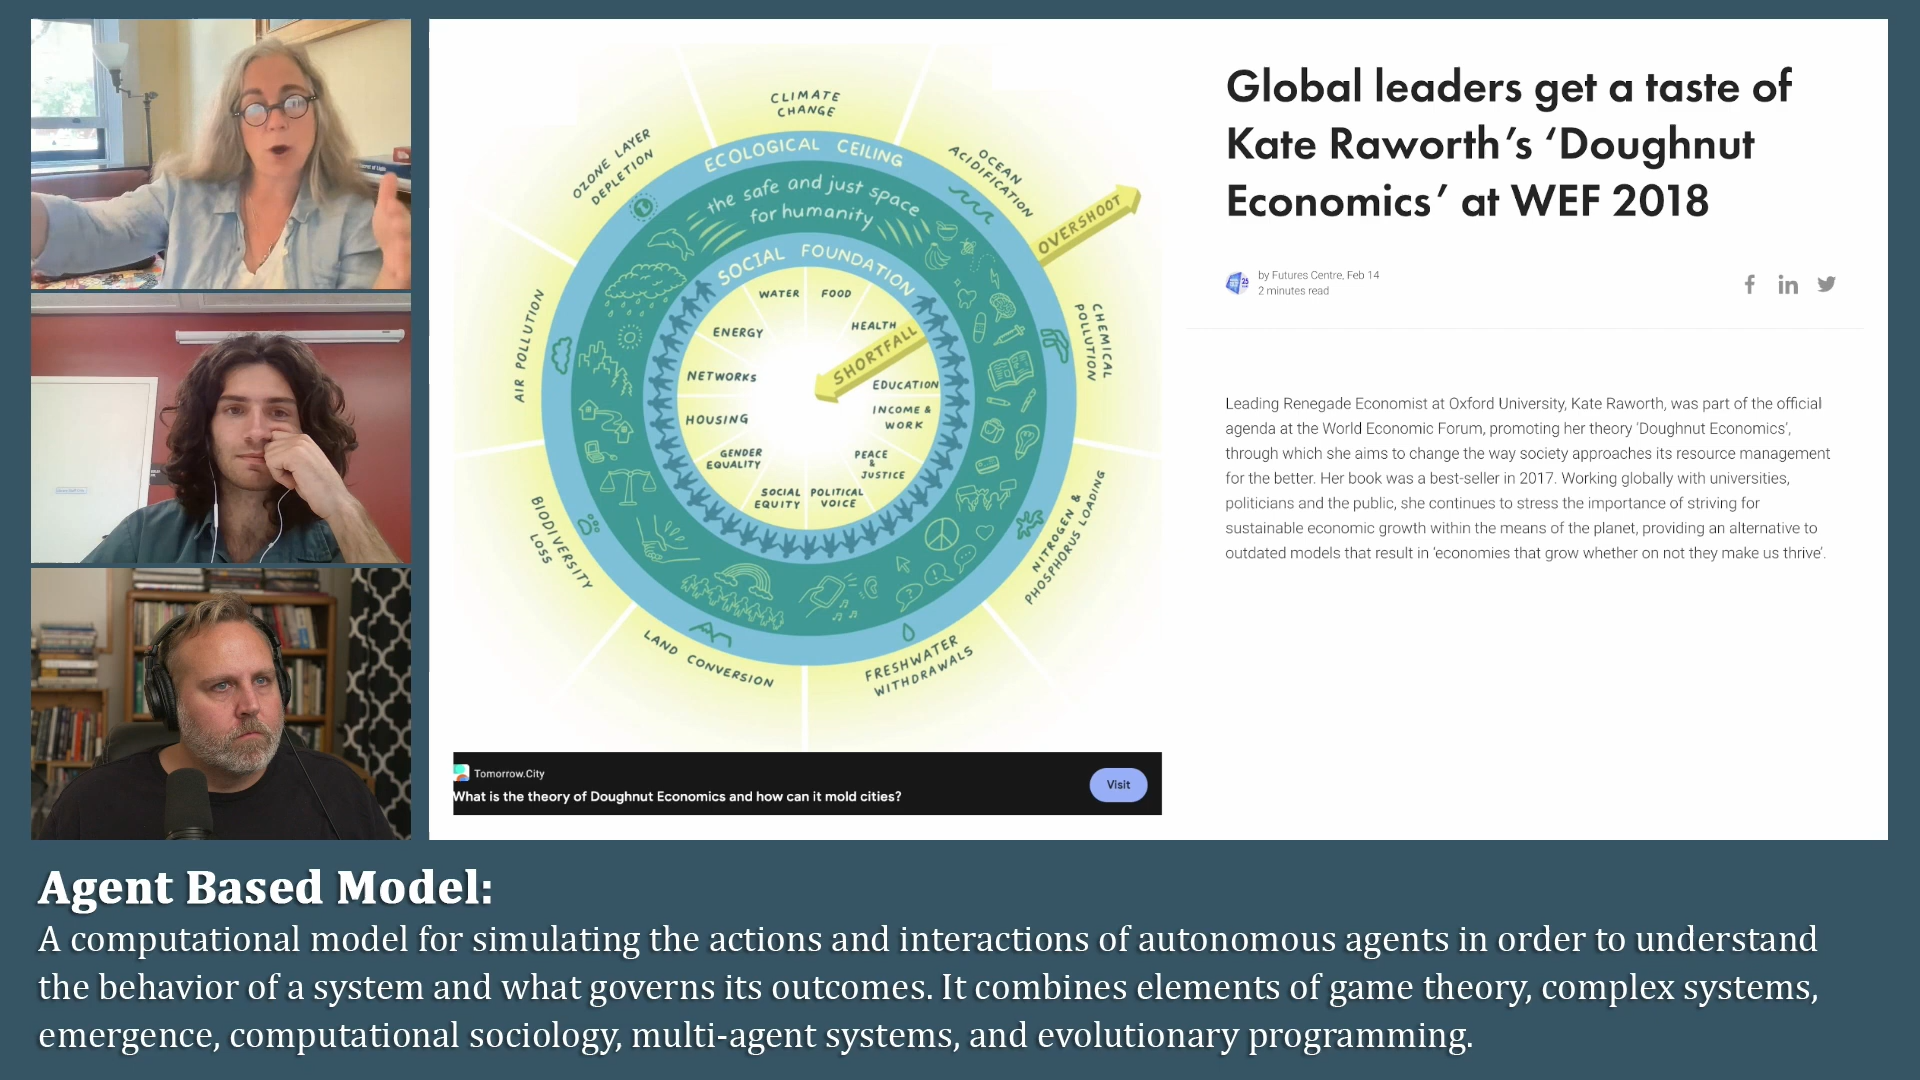 CLIMATE
CHANGE
OZONE LAYER
DEPLETION
OCEAN
ACIDIFICATION
ECOLOGICAL CEILING
the safe and just space
for humanity
OVERSHOOT
SOCIAL FOUNDATION
WATER
FOOD
ENERGY
HEALTH
SHORTFALL
AIR POLLUTION
CHEMICAL
POLLUTION
NETWORKS
EDUCATION
HOUSING
INCOME &
WORK
GENDER
EQUALITY
PEACE
&
JUSTICE
SOCIAL
EQUITY
POLITICAL
VOICE
BIODIVERSITY
LOSS
NITROGEN &
PHOSPHORUS LOADING
LAND CONVERSION
FRESHWATER
WITHDRAWALS
Tomorrow.City
What is the theory of Doughnut Economics and how can it mold cities?
Visit
Global leaders get a taste of
Kate Raworth’s ‘Doughnut
Economics’ at WEF 2018
by Futures Centre, Feb 14
2 minutes read
Leading Renegade Economist at Oxford University, Kate Raworth, was part of the official
agenda at the World Economic Forum, promoting her theory ‘Doughnut Economics’,
through which she aims to change the way society approaches its resource management
for the better. Her book was a best-seller in 2017. Working globally with universities,
politicians and the public, she continues to stress the importance of striving for
sustainable economic growth within the means of the planet, providing an alternative to
outdated models that result in ‘economies that grow whether on not they make us thrive’.
Agent Based Model:
A computational model for simulating the actions and interactions of autonomous agents in order to understand
the behavior of a system and what governs its outcomes. It combines elements of game theory, complex systems,
emergence, computational sociology, multi-agent systems, and evolutionary programming.